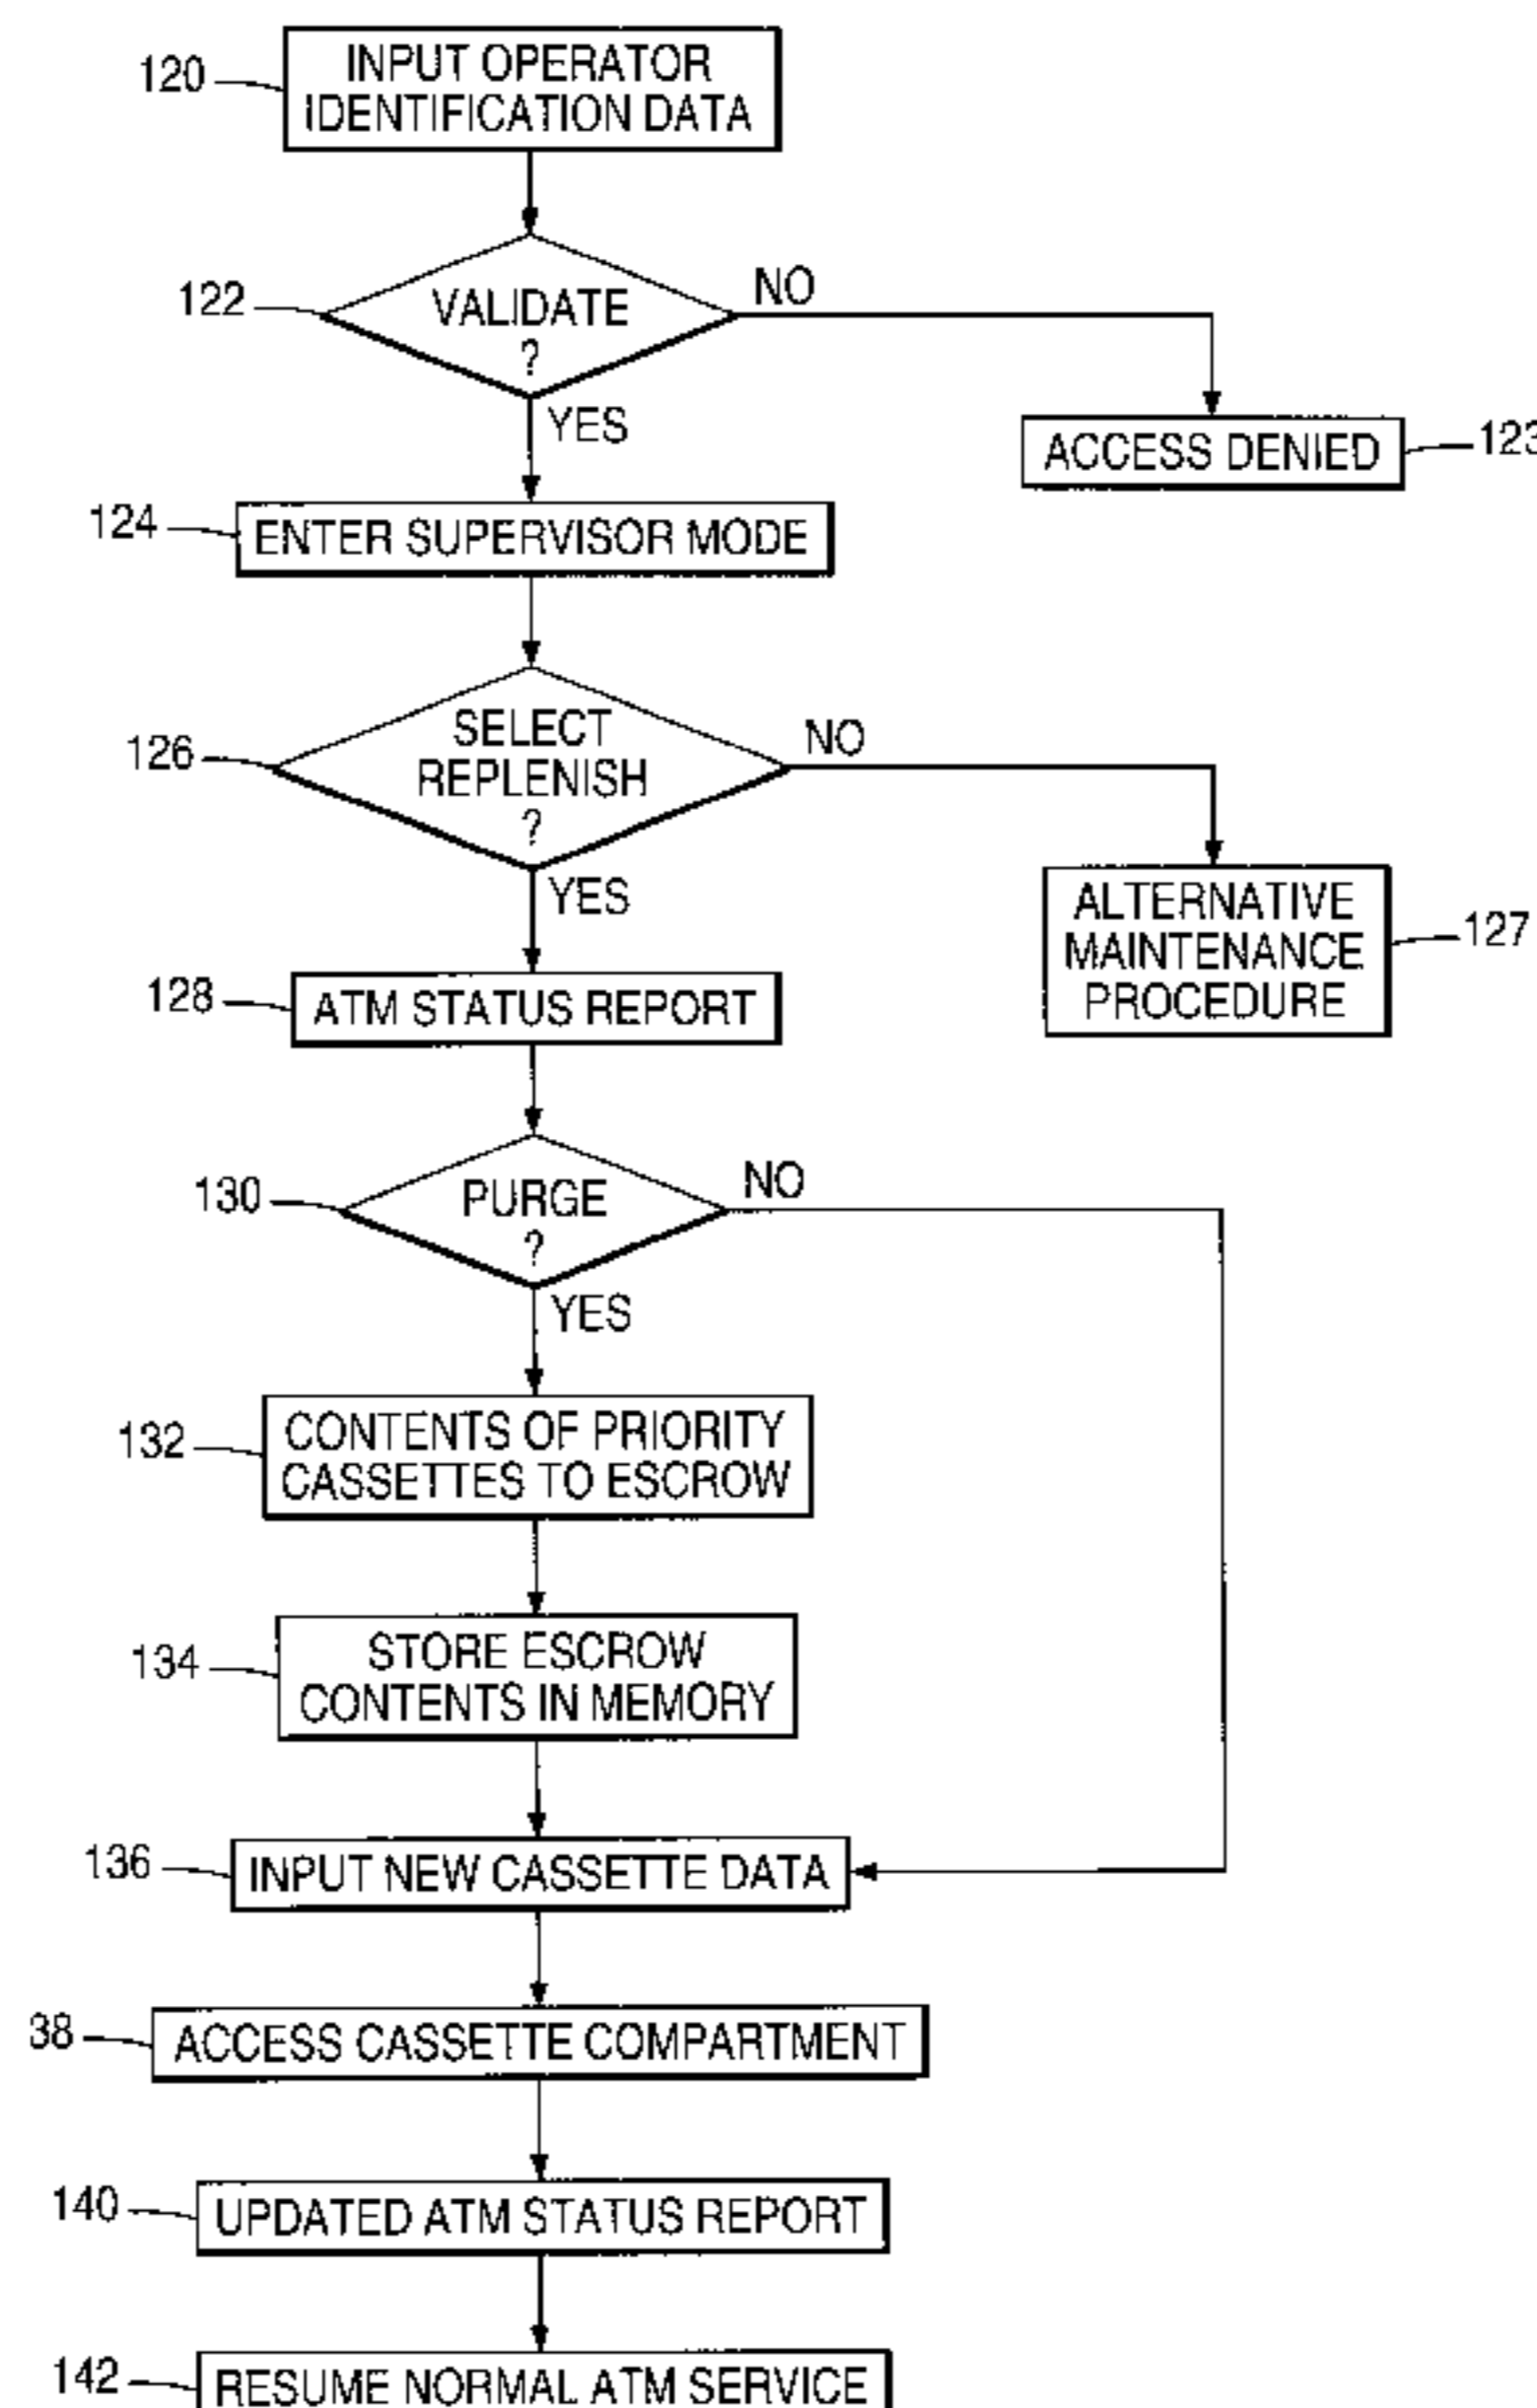 120
INPUT OPERATOR
IDENTIFICATION DATA
122
VALIDATE
?
NO
YES
ACCESS DENIED
123
124
ENTER SUPERVISOR MODE
126
SELECT
REPLENISH
?
NO
YES
ALTERNATIVE
MAINTENANCE
PROCEDURE
127
128
ATM STATUS REPORT
130
PURGE
?
NO
YES
132
CONTENTS OF PRIORITY
CASSETTES TO ESCROW
134
STORE ESCROW
CONTENTS IN MEMORY
136
INPUT NEW CASSETTE DATA
38
ACCESS CASSETTE COMPARTMENT
140
UPDATED ATM STATUS REPORT
142
RESUME NORMAL ATM SERVICE